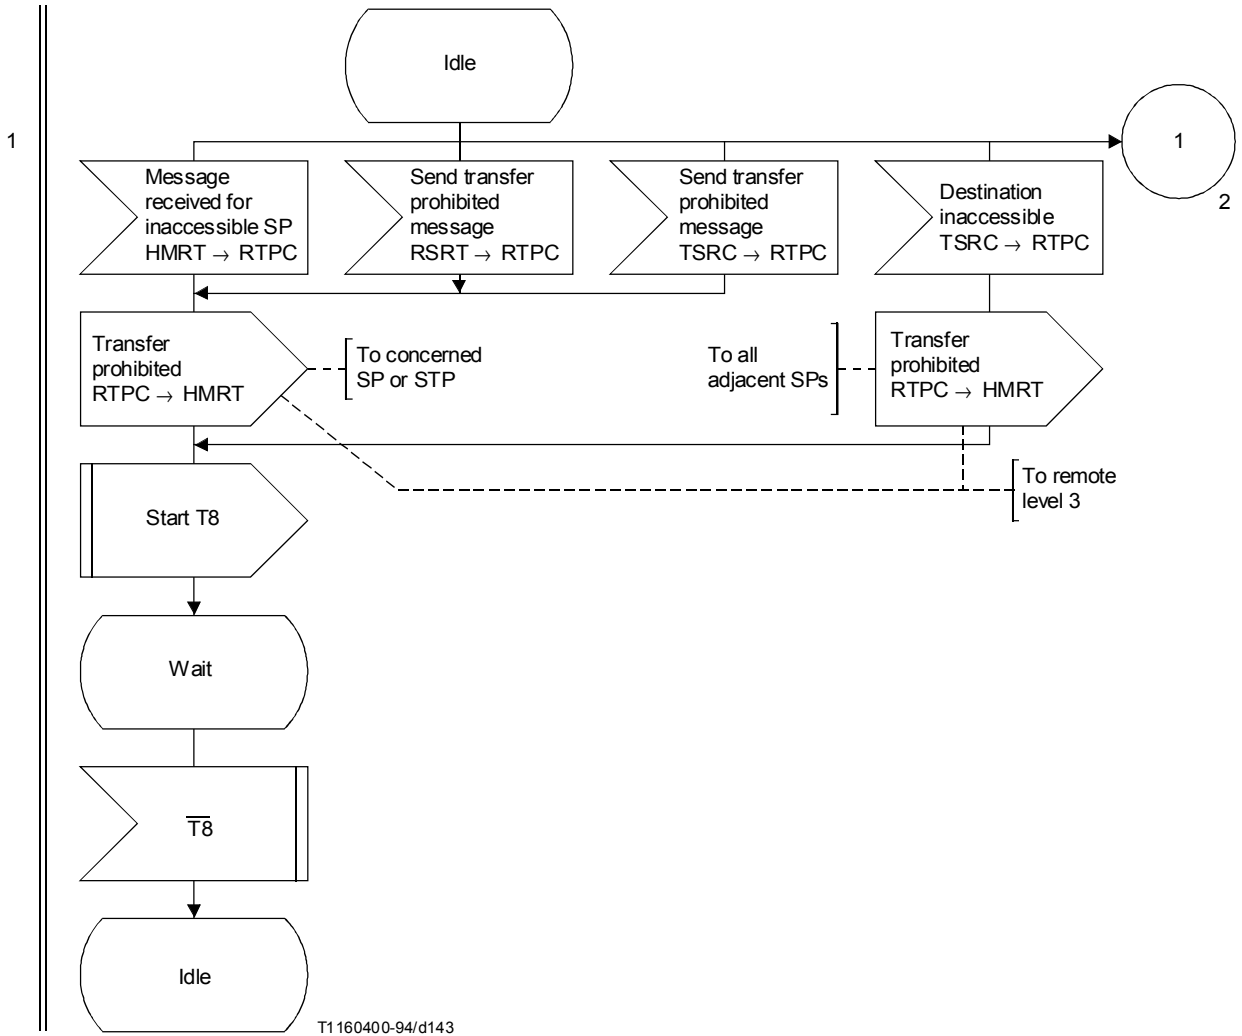 Idle
1
1
2
Message
received for
inaccessible SP
HMRT → RTPC
Send transfer
prohibited
message
RSRT → RTPC
Send transfer
prohibited
message
TSRC → RTPC
Destination
inaccessible
TSRC → RTPC
Transfer
prohibited
RTPC → HMRT
To concerned
SP or STP
To all
adjacent SPs
Transfer
prohibited
RTPC → HMRT
To remote
level 3
Start T8
Wait
T̅8̅
Idle
T1160400-94/d143